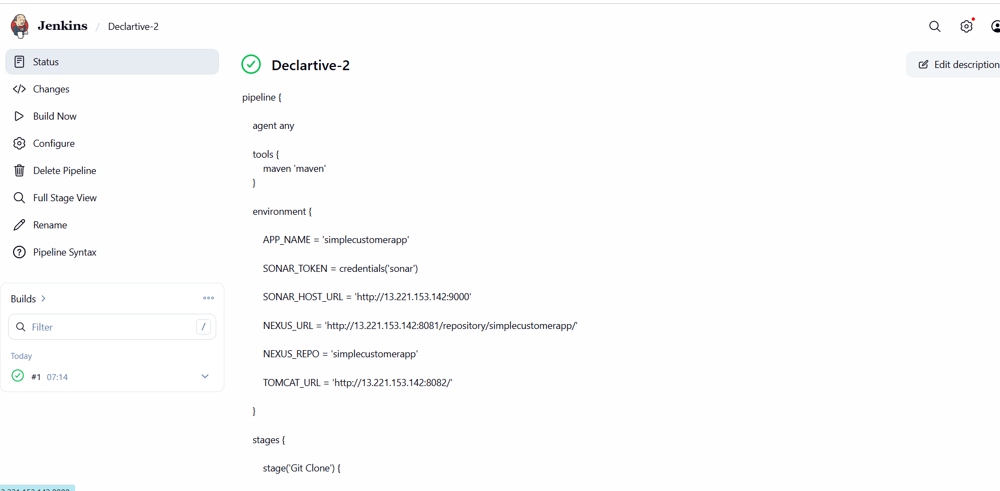 Jenkins / Declartive-2
Status
Changes
Build Now
Configure
Delete Pipeline
Full Stage View
Rename
Pipeline Syntax
Builds
Filter /
Today
#1 07:14
Declartive-2
Edit description
pipeline {
agent any
tools {
maven 'maven'
}
environment {
APP_NAME = 'simplecustomerapp'
SONAR_TOKEN = credentials('sonar')
SONAR_HOST_URL = 'http://13.221.153.142:9000'
NEXUS_URL = 'http://13.221.153.142:8081/repository/simplecustomerapp/'
NEXUS_REPO = 'simplecustomerapp'
TOMCAT_URL = 'http://13.221.153.142:8082/'
}
stages {
stage('Git Clone') {